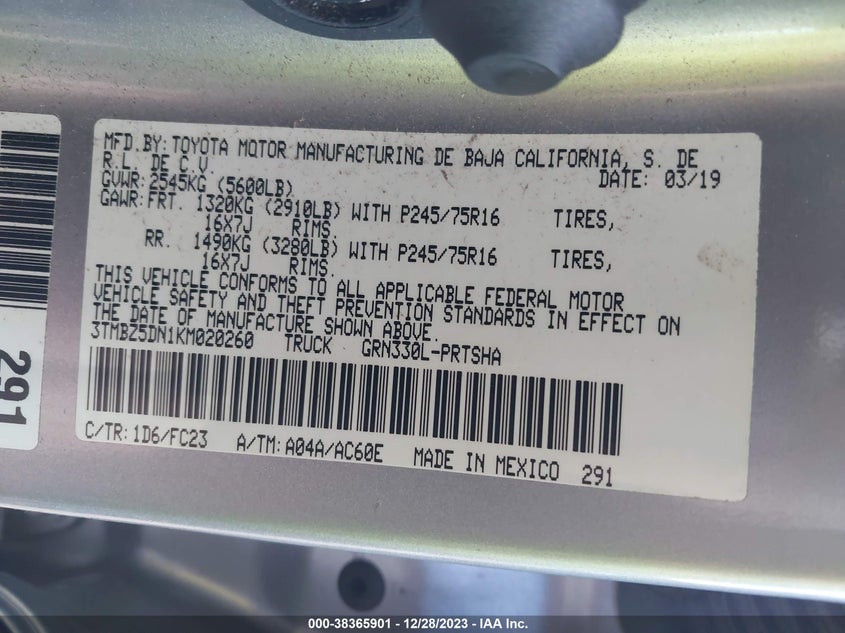 MFD.BY: TOYOTA MOTOR MANUFACTURING DE BAJA CALIFORNIA, S. DE
R.L. DE C.V. DATE: 03/19
GVWR: 2545KG (5600LB)
GAWR: FRT. 1320KG (2910LB) WITH P245/75R16 TIRES,
16X7J RIMS.
RR. 1490KG (3280LB) WITH P245/75R16 TIRES,
16X7J RIMS.
THIS VEHICLE CONFORMS TO ALL APPLICABLE FEDERAL MOTOR
VEHICLE SAFETY AND THEFT PREVENTION STANDARDS IN EFFECT ON
THE DATE OF MANUFACTURE SHOWN ABOVE.
3TMBZ5DN1KM020260 TRUCK GRN330L-PRTSHA
C/TR: 1D6/FC23 A/TM: A04A/AC60E MADE IN MEXICO 291
291
000-38365901 - 12/28/2023 - IAA Inc.